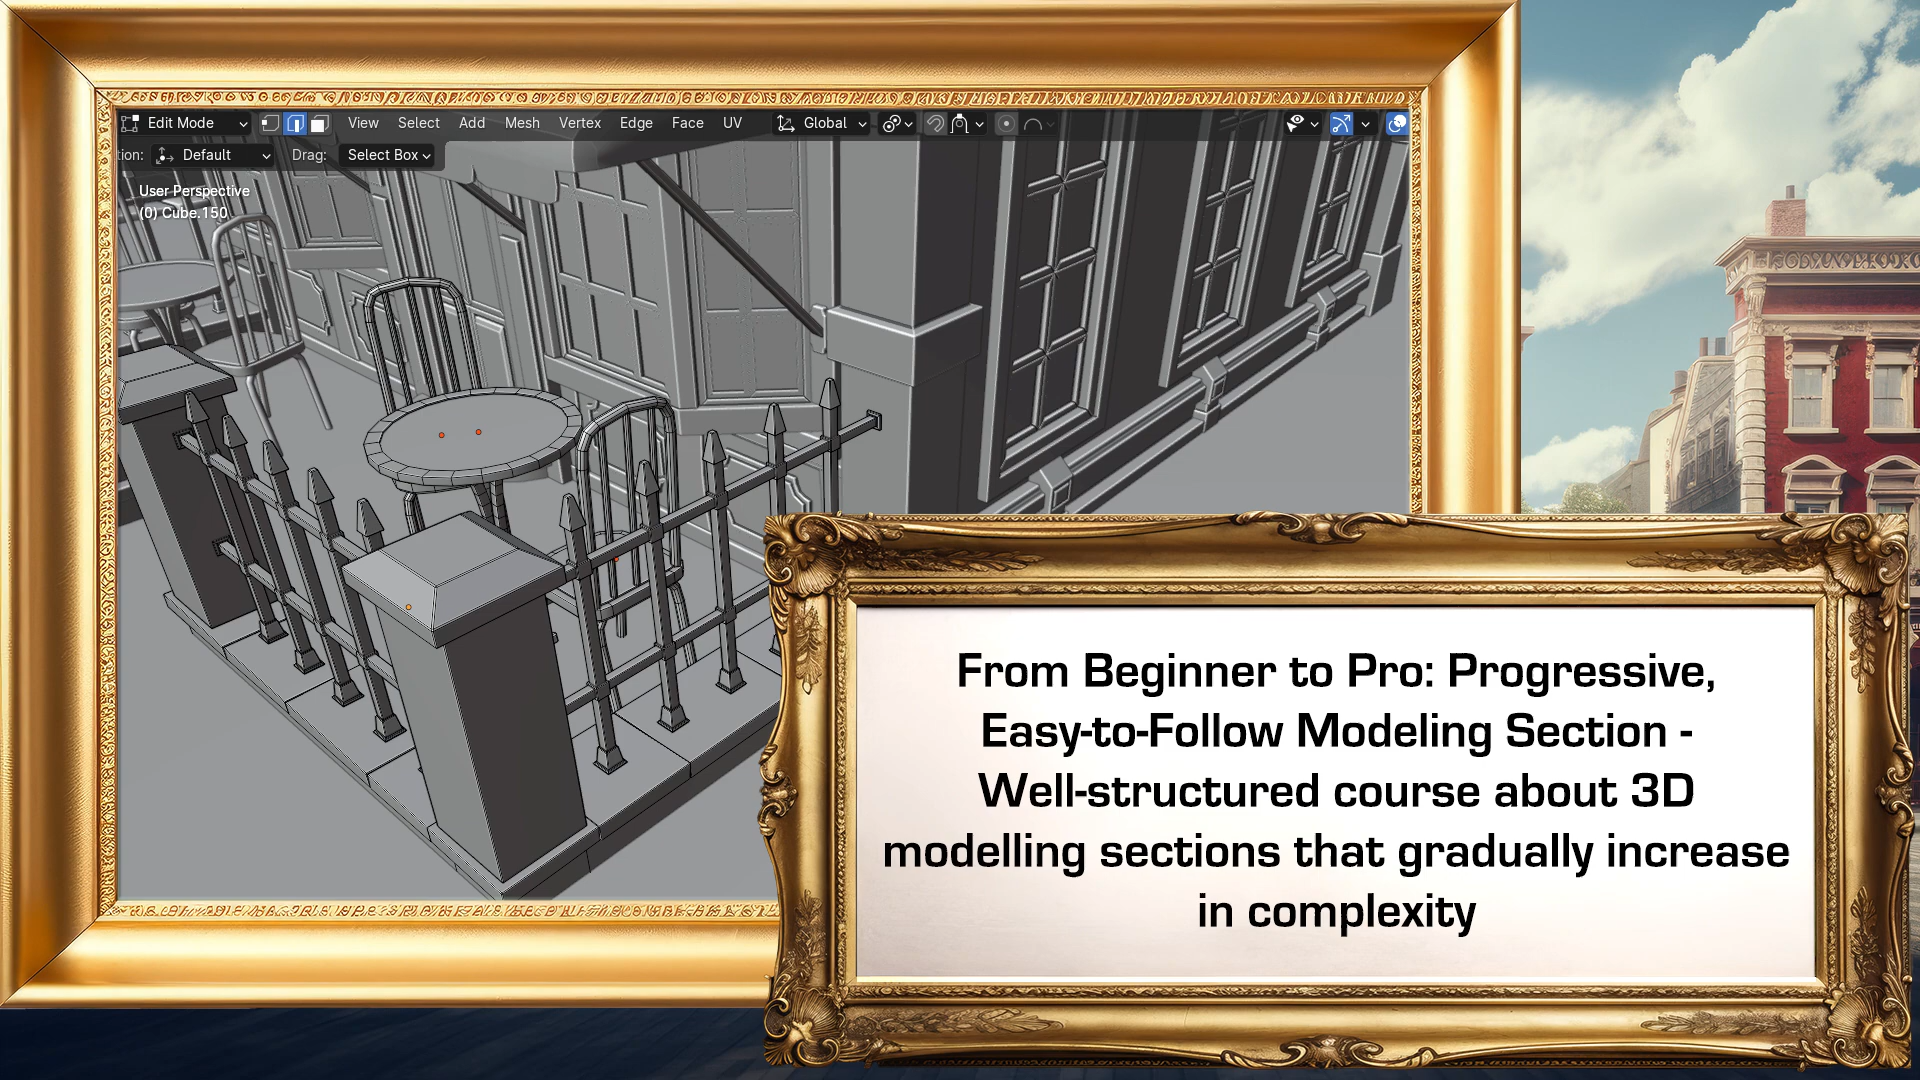 Edit Mode View Select Add Mesh Vertex Edge Face UV Global
tion: Default Drag: Select Box
User Perspective
(0) Cube.150
From Beginner to Pro: Progressive,
Easy-to-Follow Modeling Section -
Well-structured course about 3D
modelling sections that gradually increase
in complexity